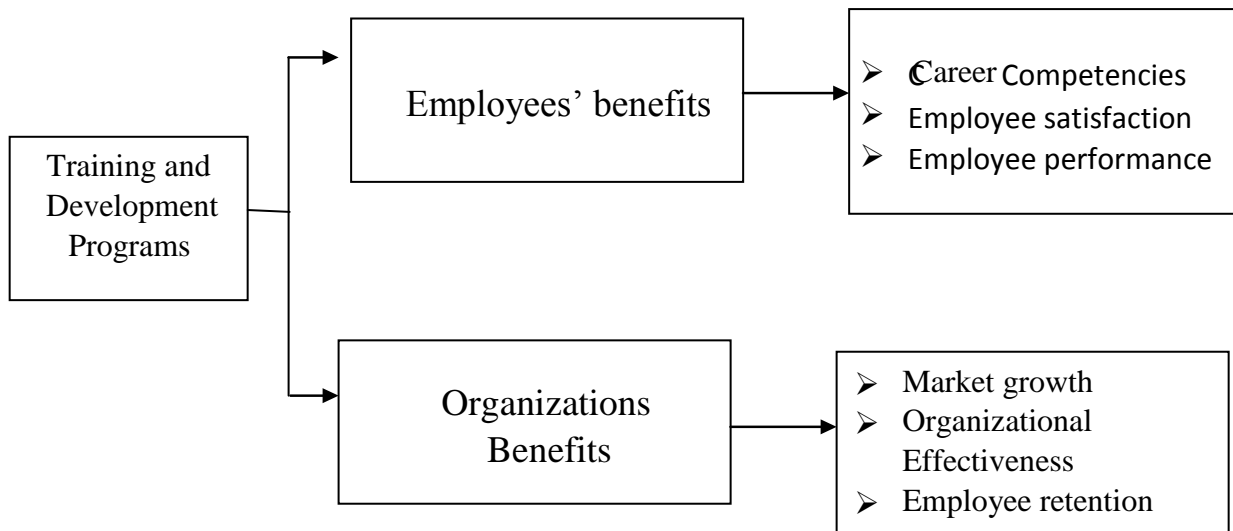 Training and
Development
Programs
Employees’ benefits
➢ CCareer Competencies
➢ Employee satisfaction
➢ Employee performance
Organizations
Benefits
➢ Market growth
➢ Organizational
Effectiveness
➢ Employee retention